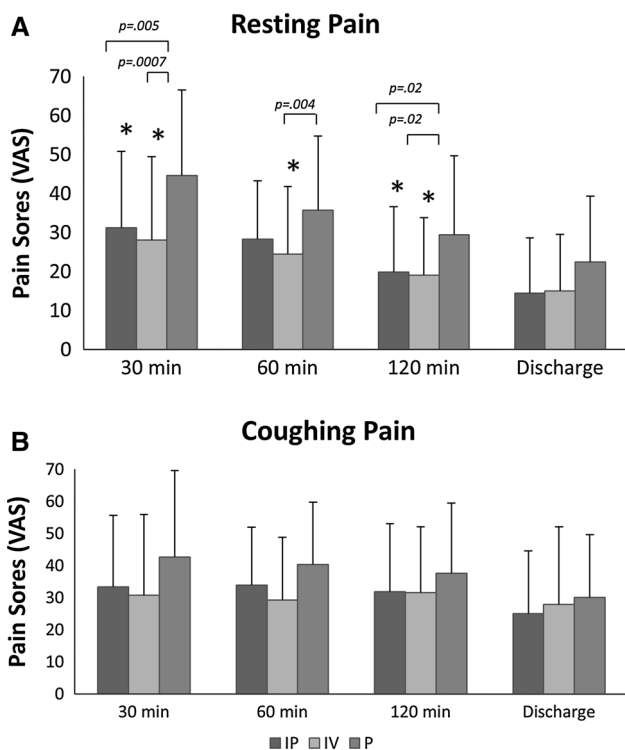 A
Resting Pain
p=.005
p=.0007
p=.004
p=.02
p=.02
* * * * *
Pain Sores (VAS)
70
60
50
40
30
20
10
0
30 min 60 min 120 min Discharge
B
Coughing Pain
Pain Sores (VAS)
70
60
50
40
30
20
10
0
30 min 60 min 120 min Discharge
IP IV P